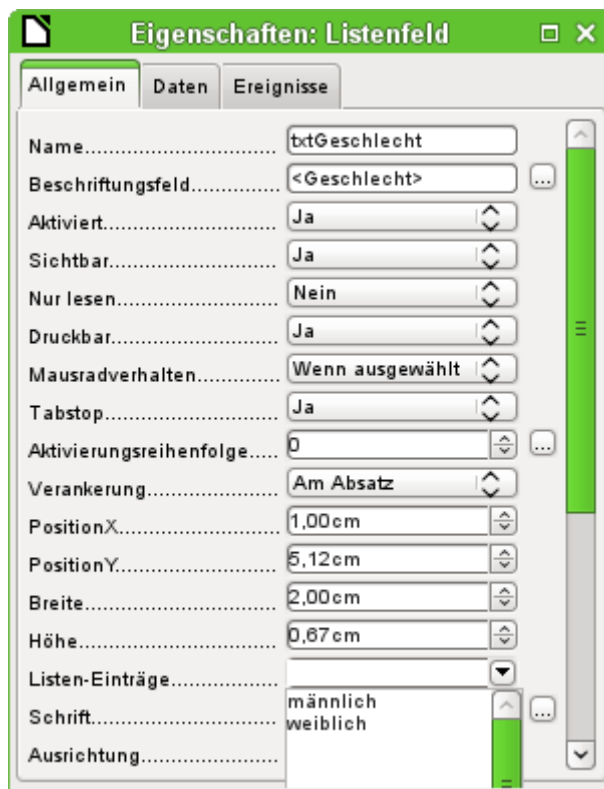 Eigenschaften: Listenfeld
Allgemein Daten Ereignisse
Name............................ txtGeschlecht
Beschriftungsfeld............. <Geschlecht> ...
Aktiviert......................... Ja
Sichtbar......................... Ja
Nur lesen....................... Nein
Druckbar........................ Ja
Mausradverhalten............ Wenn ausgewählt
Tabstop.......................... Ja
Aktivierungsreihenfolge..... 0 ...
Verankerung.................... Am Absatz
PositionX........................ 1,00cm
PositionY........................ 5,12cm
Breite............................. 2,00cm
Höhe.............................. 0,67cm
Listen-Einträge................
männlich
Schrift............................ ...
weiblich
Ausrichtung.....................